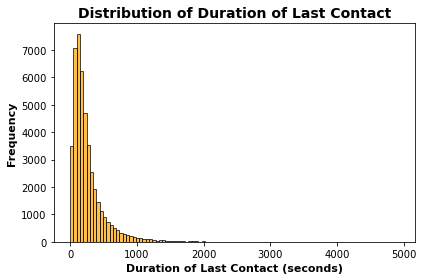 Distribution of Duration of Last Contact
7000
6000
5000
4000
3000
2000
1000
0
Frequency
0 1000 2000 3000 4000 5000
Duration of Last Contact (seconds)